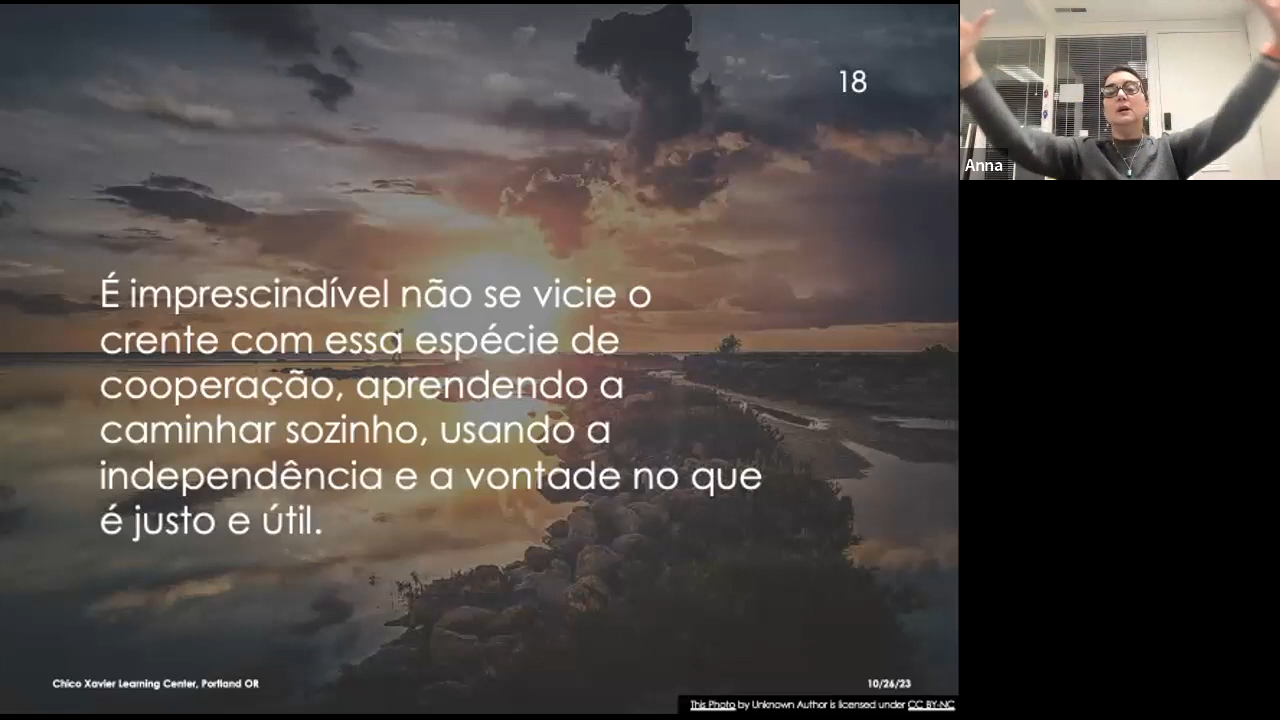 18
Anna
É imprescindível não se vicie o
crente com essa espécie de
cooperação, aprendendo a
caminhar sozinho, usando a
independência e a vontade no que
é justo e útil.
Chico Xavier Learning Center, Portland OR
10/26/23
This Photo by Unknown Author is licensed under CC BY-NC